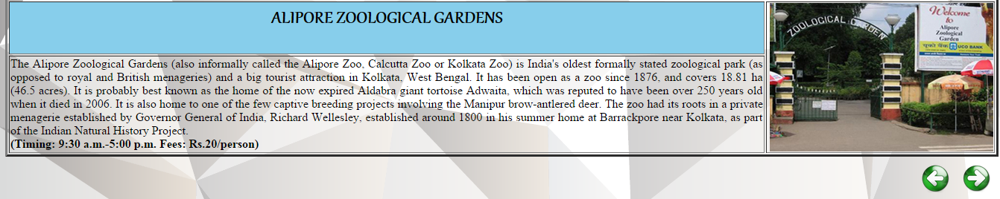 ALIPORE ZOOLOGICAL GARDENS
The Alipore Zoological Gardens (also informally called the Alipore Zoo, Calcutta Zoo or Kolkata Zoo) is India's oldest formally stated zoological park (as
opposed to royal and British menageries) and a big tourist attraction in Kolkata, West Bengal. It has been open as a zoo since 1876, and covers 18.81 ha
(46.5 acres). It is probably best known as the home of the now expired Aldabra giant tortoise Adwaita, which was reputed to have been over 250 years old
when it died in 2006. It is also home to one of the few captive breeding projects involving the Manipur brow-antlered deer. The zoo had its roots in a private
menagerie established by Governor General of India, Richard Wellesley, established around 1800 in his summer home at Barrackpore near Kolkata, as part
of the Indian Natural History Project.
(Timing: 9:30 a.m.-5:00 p.m. Fees: Rs.20/person)
ZOOLOGICAL GARDEN
Welcome
to
Alipore
Zoological
Garden
यूको बैंक UCO BANK